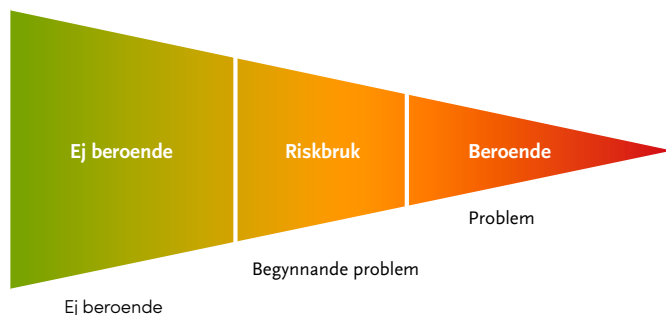 Ej beroende
Riskbruk
Beroende
Problem
Begynnande problem
Ej beroende